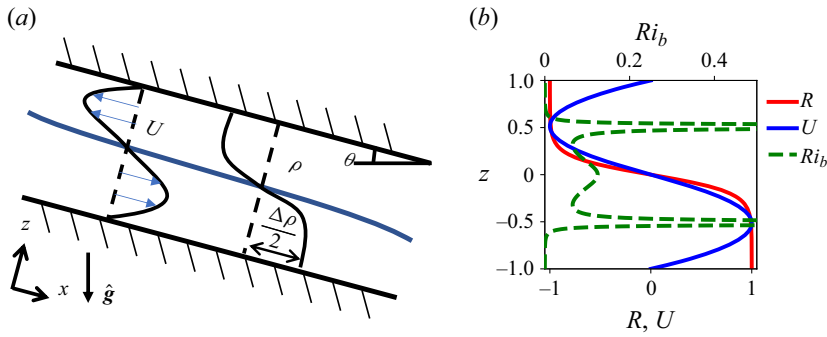 (a)
U
ρ
θ
Δρ
2
z
x
ĝ
(b)
Ri_b
0 0.2 0.4
1.0
0.5
0
−0.5
−1.0
z
−1 0 1
R, U
R
U
Ri_b